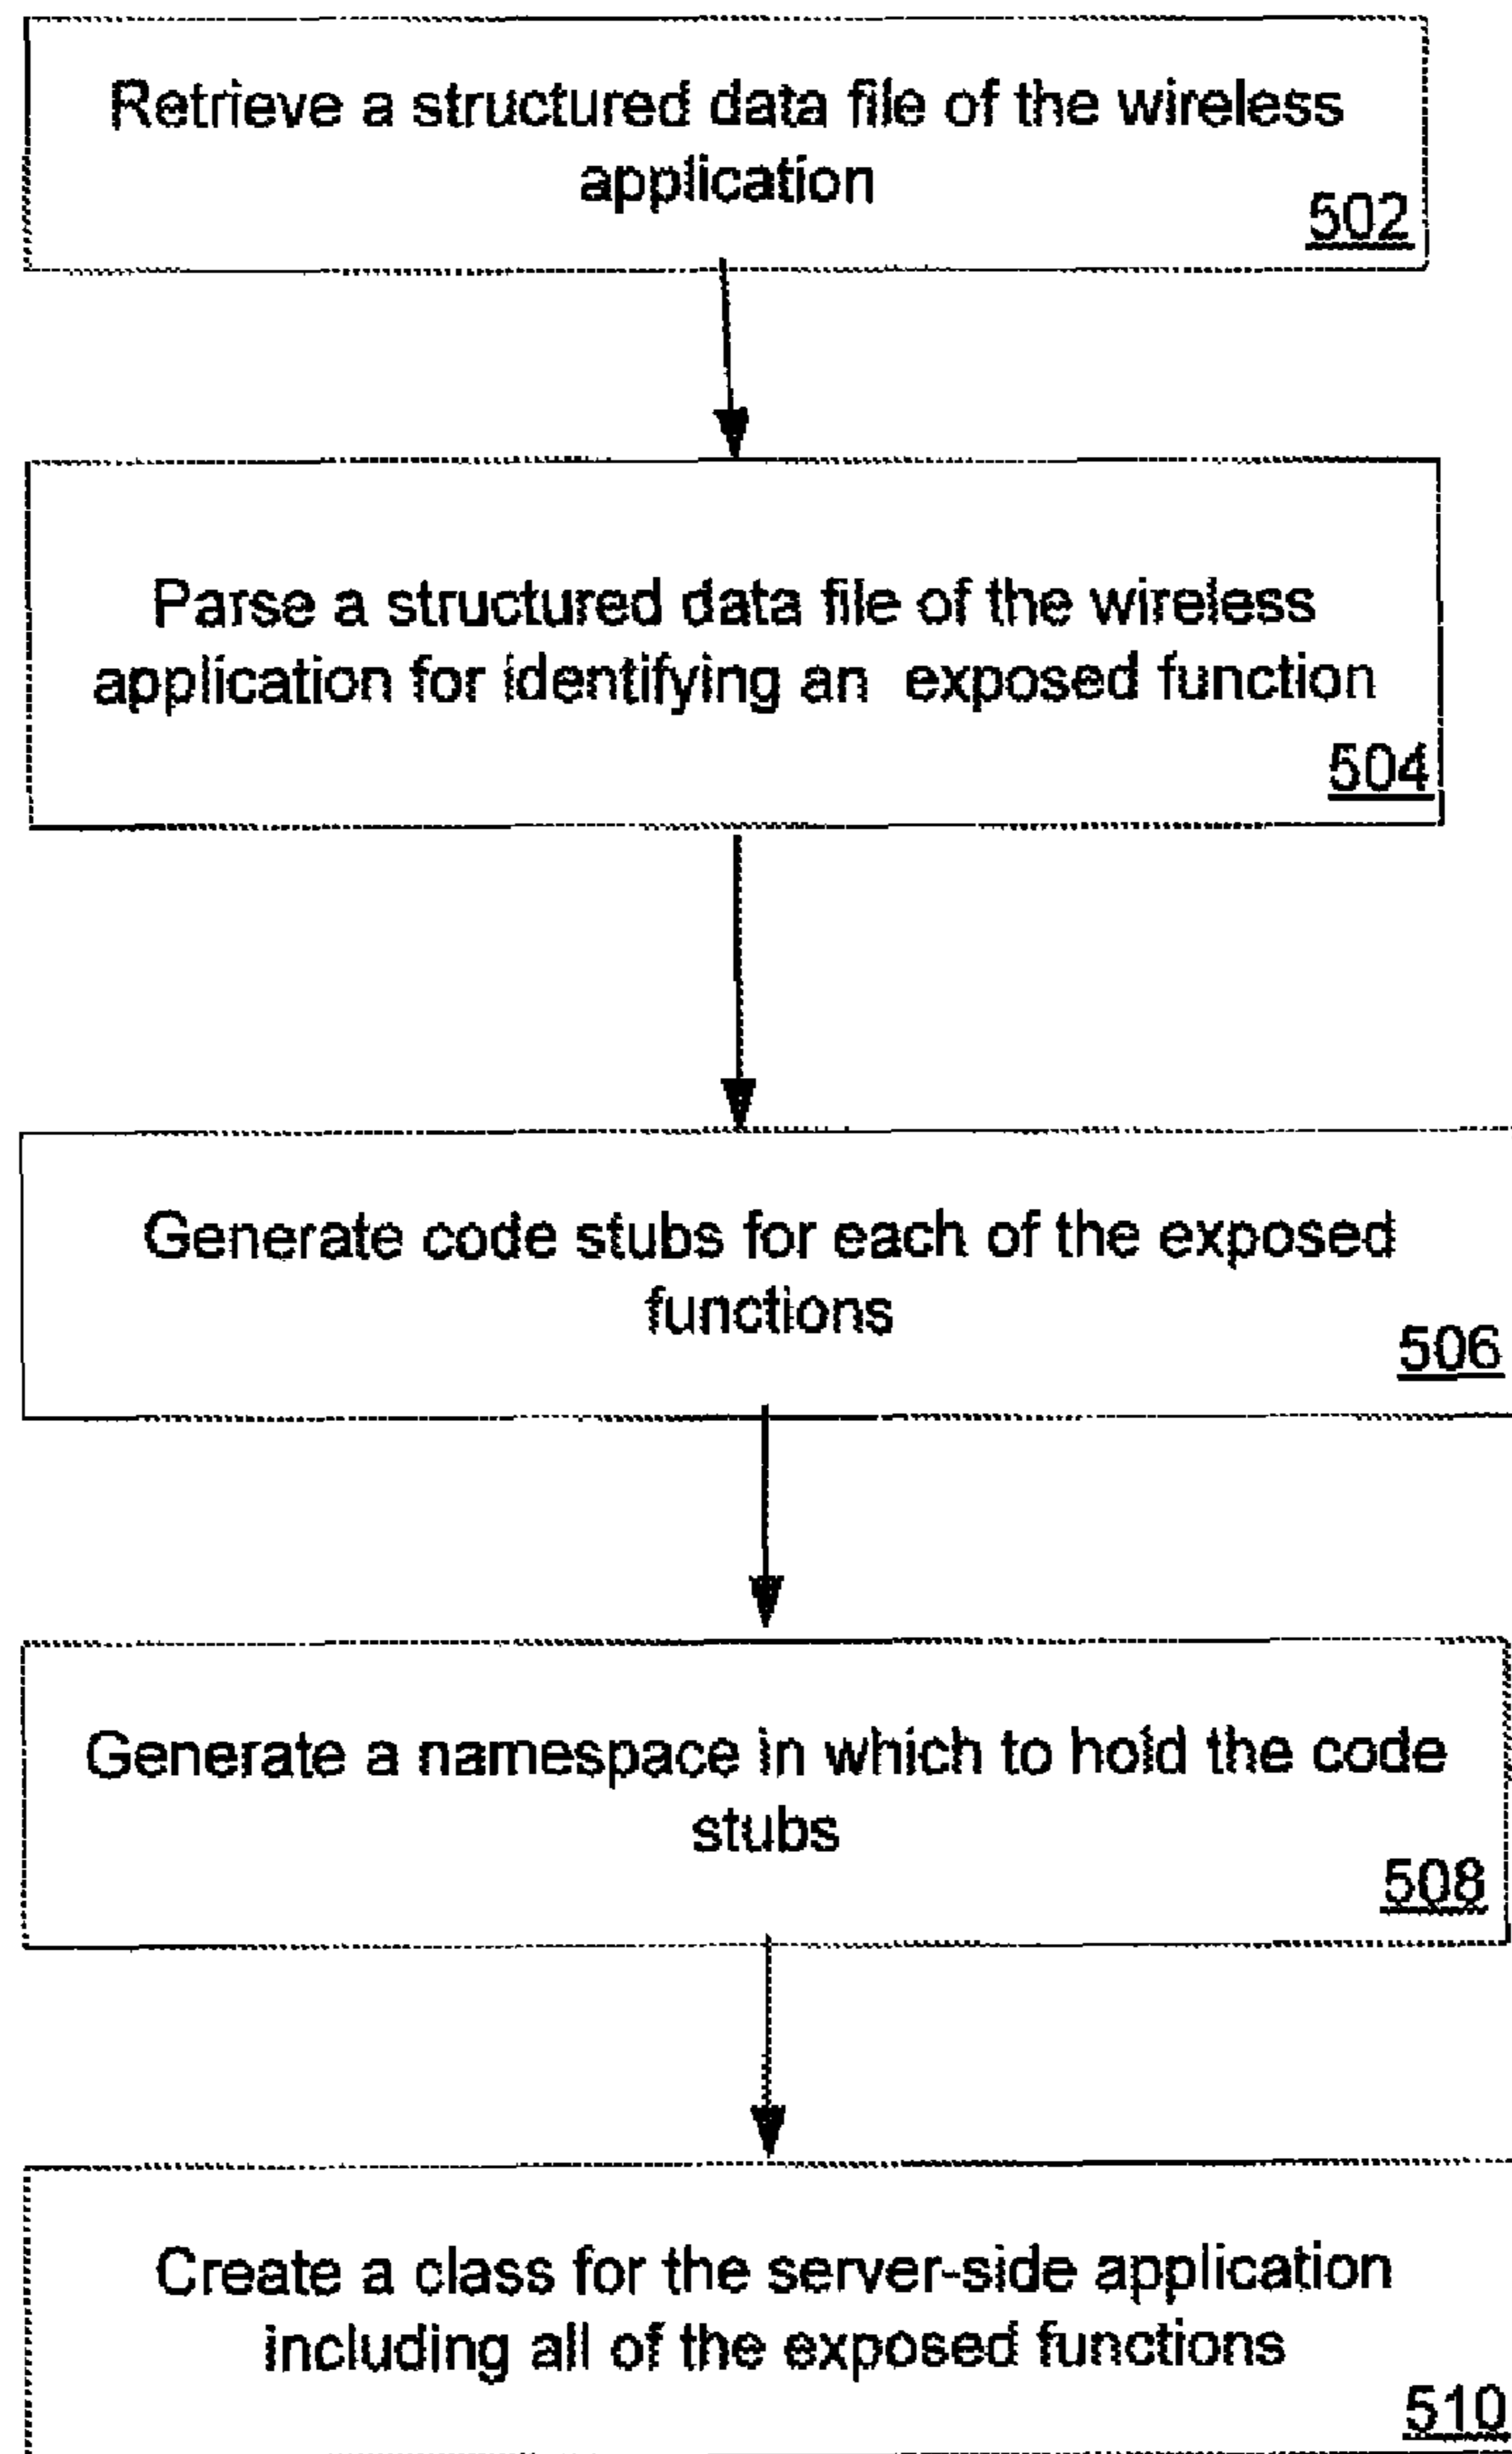 Retrieve a structured data file of the wireless
application
502
Parse a structured data file of the wireless
application for identifying an exposed function
504
Generate code stubs for each of the exposed
functions
506
Generate a namespace in which to hold the code
stubs
508
Create a class for the server-side application
including all of the exposed functions
510